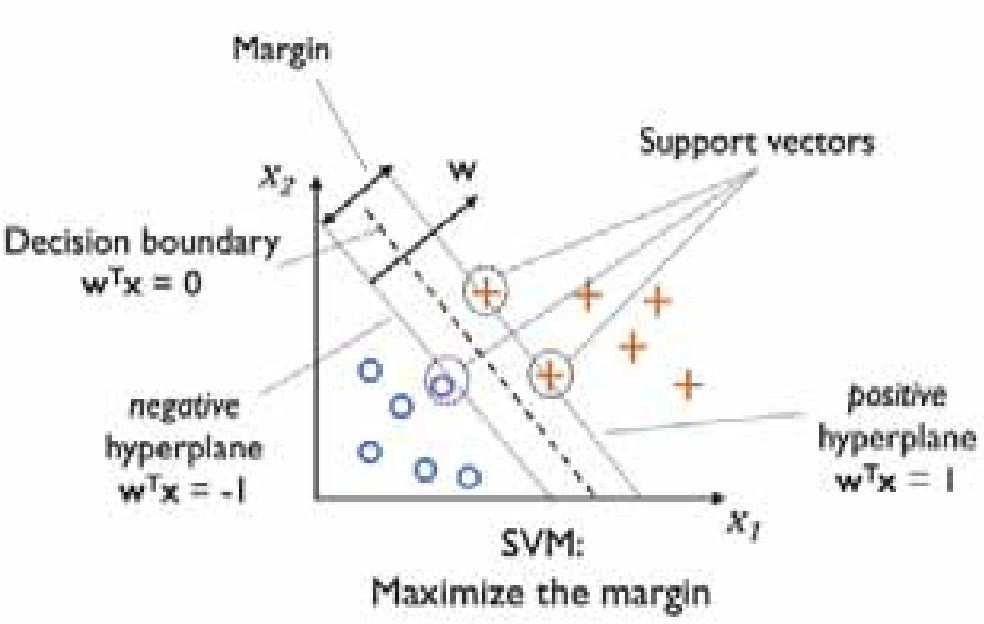 Margin
Support vectors
w
x₂
Decision boundary
wᵀx = 0
negative
hyperplane
wᵀx = -1
positive
hyperplane
wᵀx = 1
x₁
SVM:
Maximize the margin